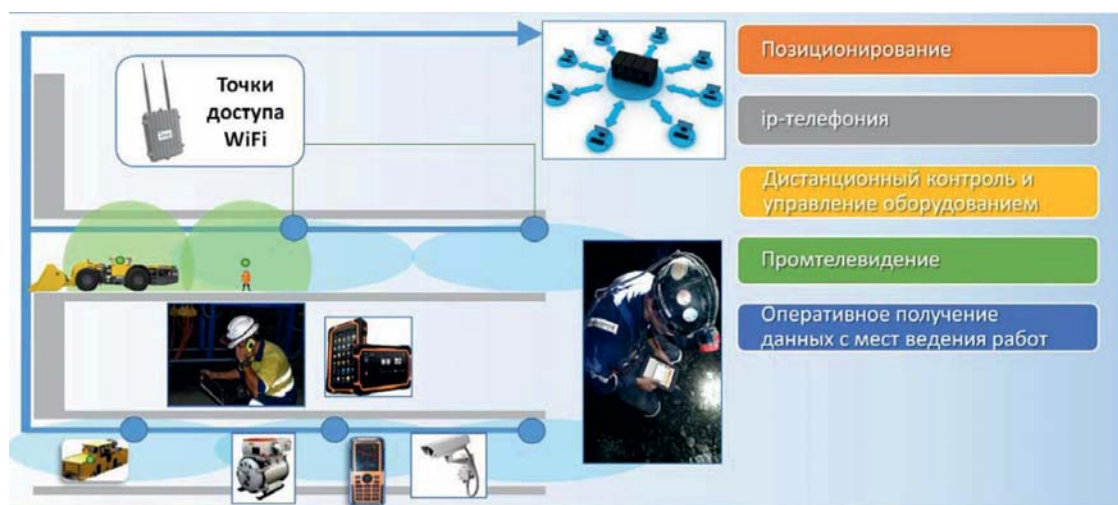 Точки
доступа
WiFi
Позиционирование
ip-телефония
Дистанционный контроль и
управление оборудованием
Промтелевидение
Оперативное получение
данных с мест ведения работ